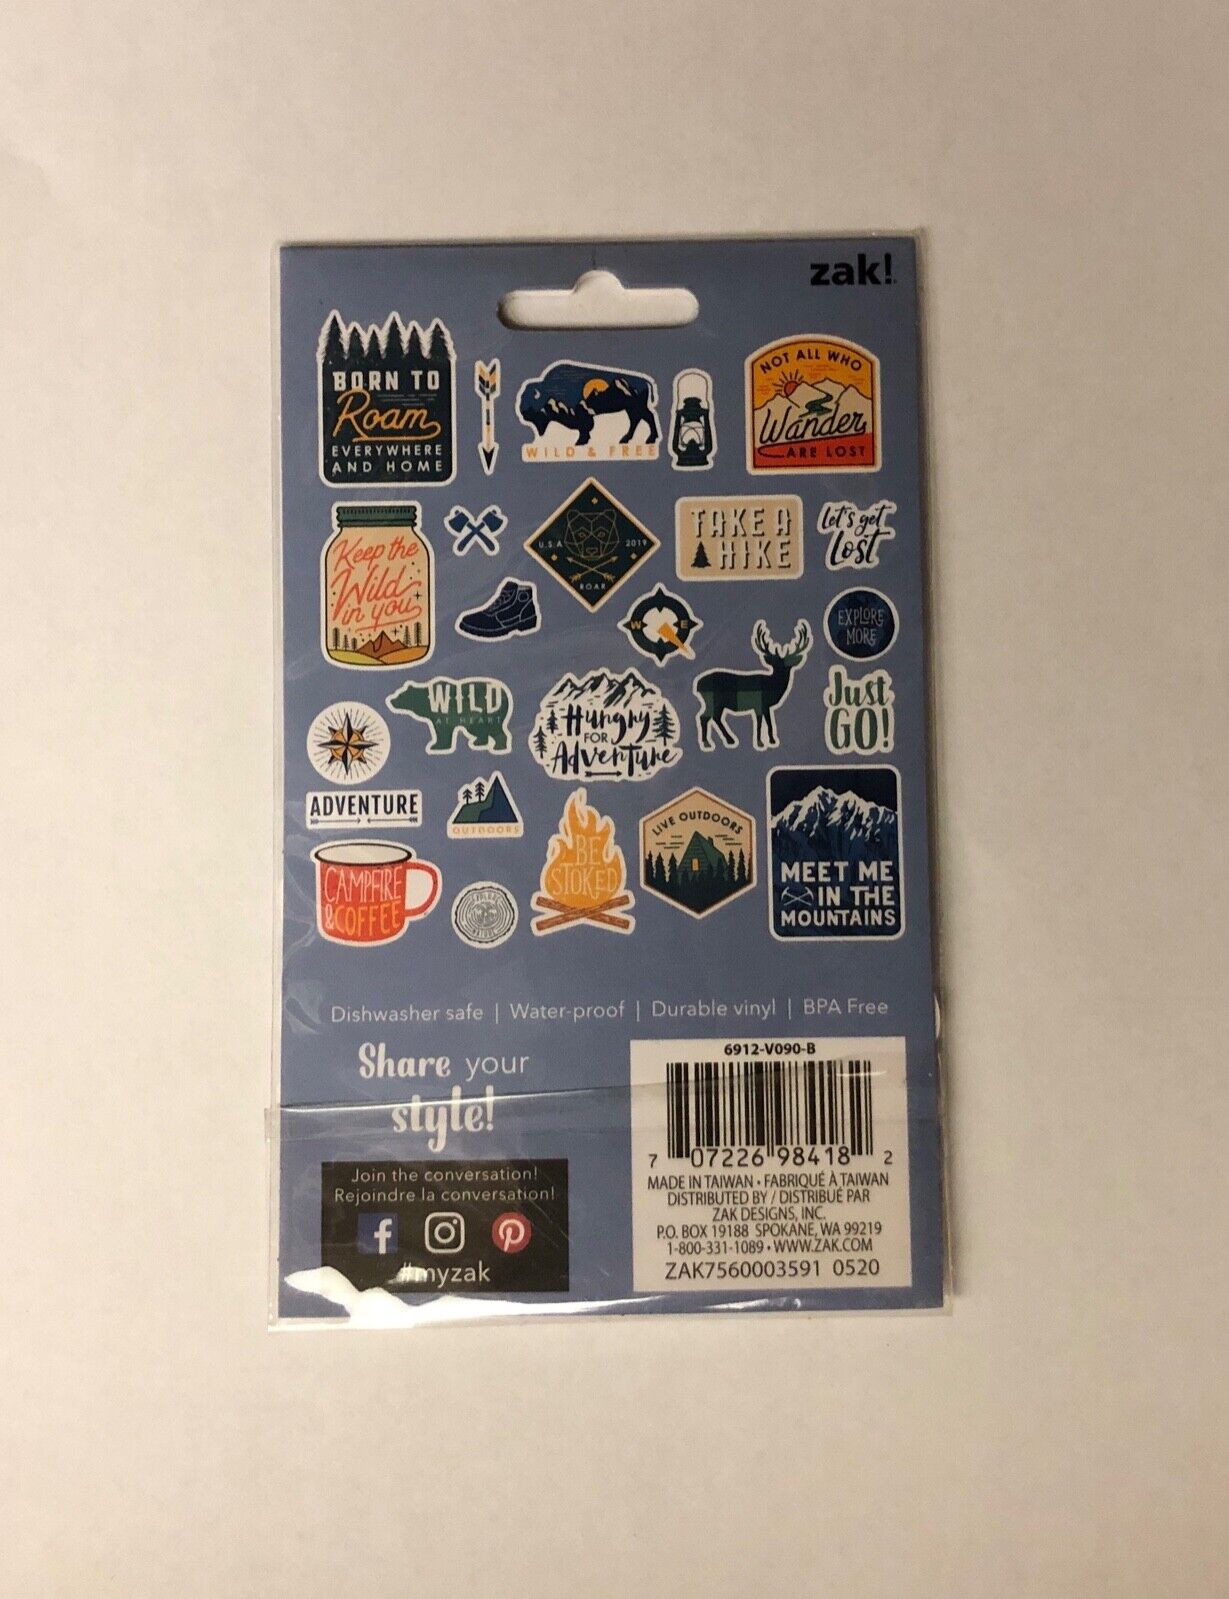 zak!
BORN TO
Roam
EVERYWHERE
AND HOME
WILD & FREE
NOT ALL WHO
Wander
ARE LOST
Keep the
Wild
in you
U.S.A 2019
ROAR
TAKE A
HIKE
Let's get
Lost
W E
EXPLORE
MORE
WILD
AT HEART
Hungry
FOR
Adventure
Just
GO!
ADVENTURE
OUTDOORS
BE
STOKED
LIVE OUTDOORS
MEET ME
IN THE
MOUNTAINS
CAMPFIRE
& COFFEE
Dishwasher safe | Water-proof | Durable vinyl | BPA Free
Share your
style!
Join the conversation!
Rejoindre la conversation!
#myzak
6912-V090-B
7 07226 98418 2
MADE IN TAIWAN • FABRIQUÉ À TAIWAN
DISTRIBUTED BY / DISTRIBUÉ PAR
ZAK DESIGNS, INC.
P.O. BOX 19188 SPOKANE, WA 99219
1-800-331-1089 • WWW.ZAK.COM
ZAK7560003591 0520